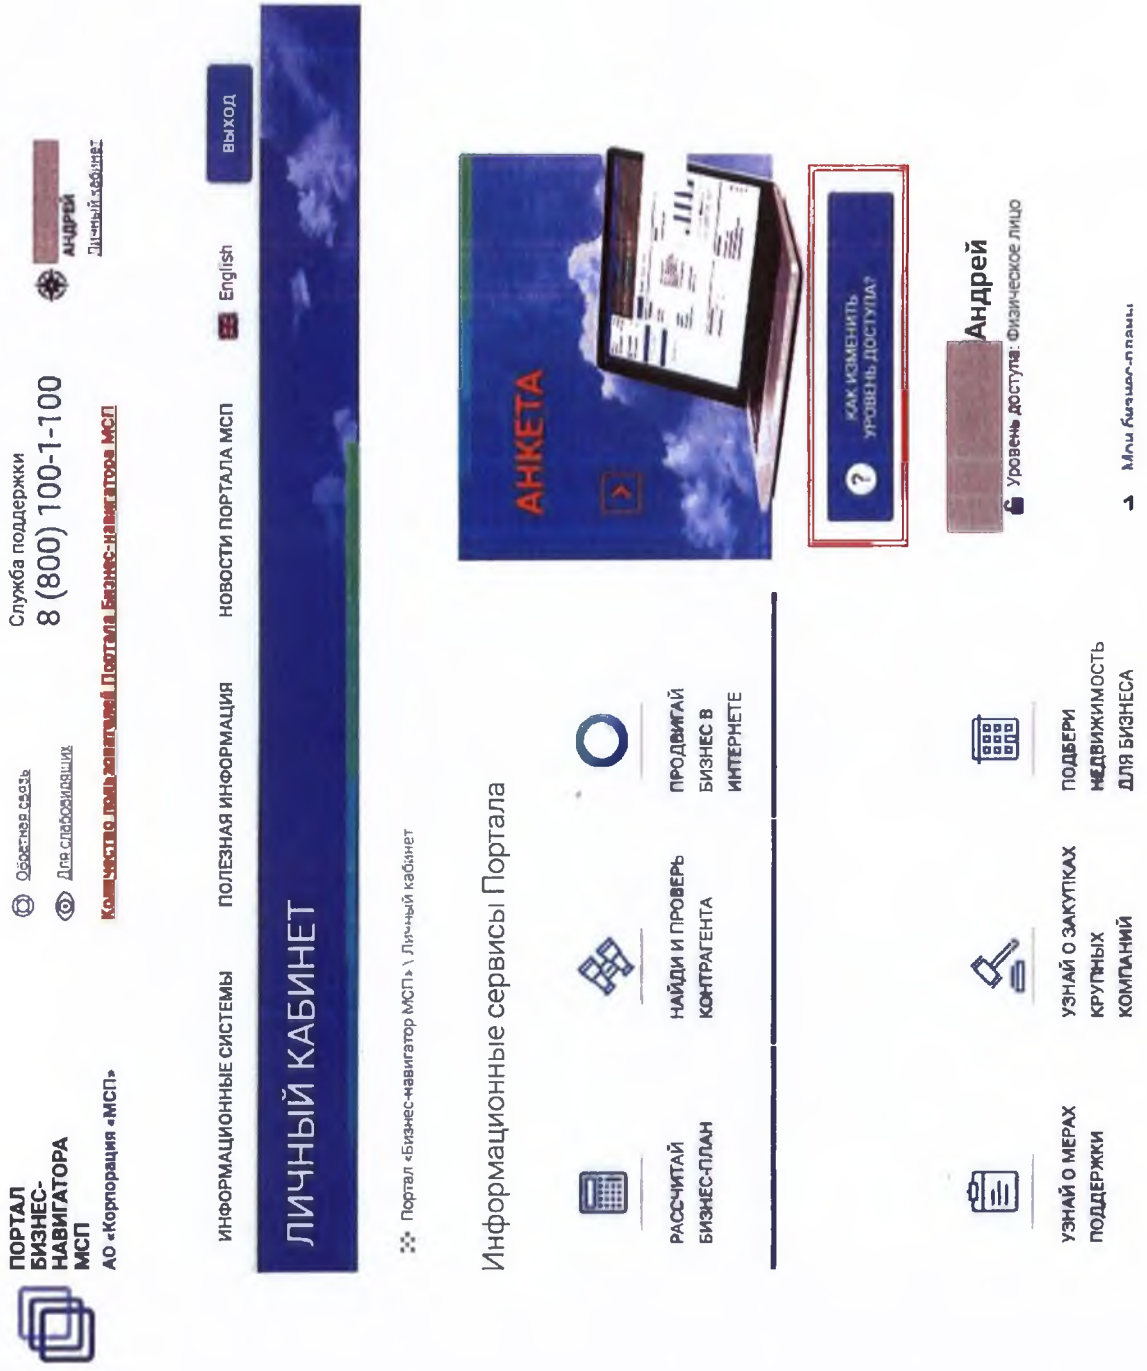 ПОРТАЛ
БИЗНЕС-
НАВИГАТОРА
МСП
АО «Корпорация «МСП»
Обратная связь
Для слабовидящих
Количество пользователей Портала Бизнес-навигатора МСП
Служба поддержки
8 (800) 100-1-100
АНДРЕЙ
Личный кабинет
ИНФОРМАЦИОННЫЕ СИСТЕМЫ
ПОЛЕЗНАЯ ИНФОРМАЦИЯ
НОВОСТИ ПОРТАЛА МСП
English
ВЫХОД
ЛИЧНЫЙ КАБИНЕТ
Портал «Бизнес-навигатор МСП» \ Личный кабинет
Информационные сервисы Портала
РАССЧИТАЙ
БИЗНЕС-ПЛАН
НАЙДИ И ПРОВЕРЬ
КОНТРАГЕНТА
ПРОДВИГАЙ
БИЗНЕС В
ИНТЕРНЕТЕ
УЗНАЙ О МЕРАХ
ПОДДЕРЖКИ
УЗНАЙ О ЗАКУПКАХ
КРУПНЫХ
КОМПАНИЙ
ПОДБЕРИ
НЕДВИЖИМОСТЬ
ДЛЯ БИЗНЕСА
АНКЕТА
?
КАК ИЗМЕНИТЬ
УРОВЕНЬ ДОСТУПА?
Андрей
Уровень доступа: Физическое лицо
Мои бизнес-планы